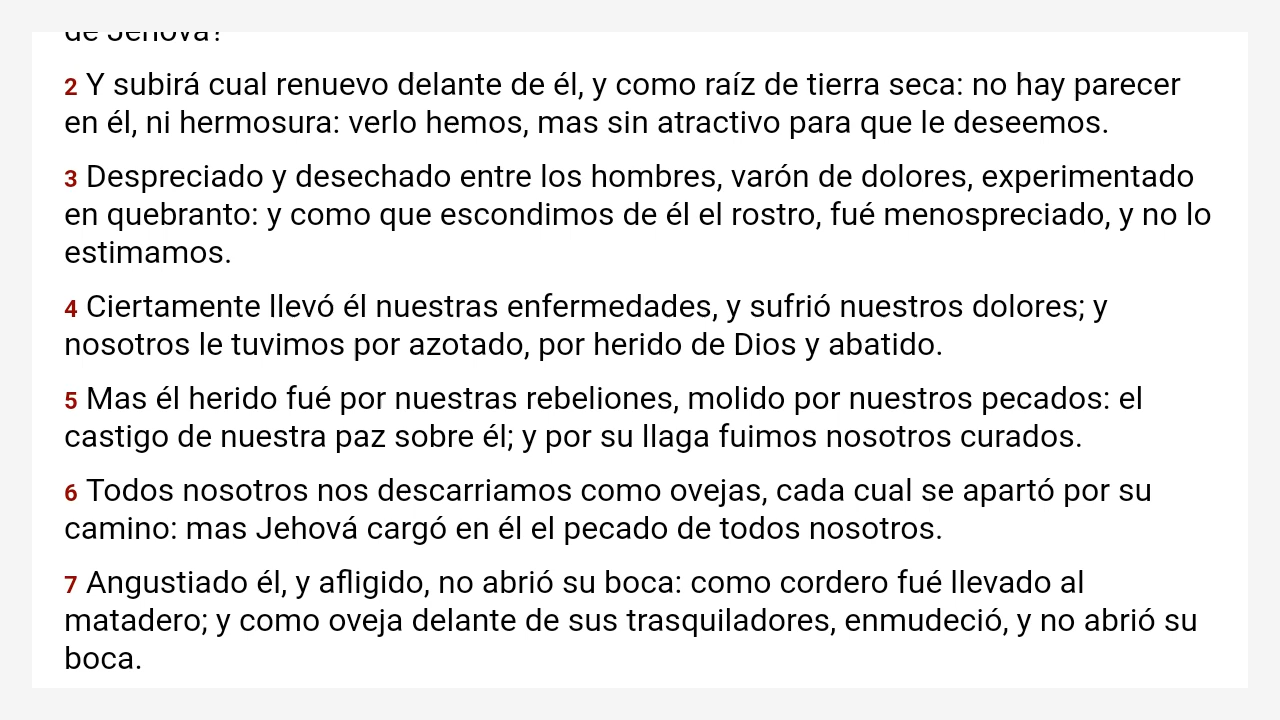 de Jehová?
2 Y subirá cual renuevo delante de él, y como raíz de tierra seca: no hay parecer
en él, ni hermosura: verlo hemos, mas sin atractivo para que le deseemos.
3 Despreciado y desechado entre los hombres, varón de dolores, experimentado
en quebranto: y como que escondimos de él el rostro, fué menospreciado, y no lo
estimamos.
4 Ciertamente llevó él nuestras enfermedades, y sufrió nuestros dolores; y
nosotros le tuvimos por azotado, por herido de Dios y abatido.
5 Mas él herido fué por nuestras rebeliones, molido por nuestros pecados: el
castigo de nuestra paz sobre él; y por su llaga fuimos nosotros curados.
6 Todos nosotros nos descarriamos como ovejas, cada cual se apartó por su
camino: mas Jehová cargó en él el pecado de todos nosotros.
7 Angustiado él, y afligido, no abrió su boca: como cordero fué llevado al
matadero; y como oveja delante de sus trasquiladores, enmudeció, y no abrió su
boca.